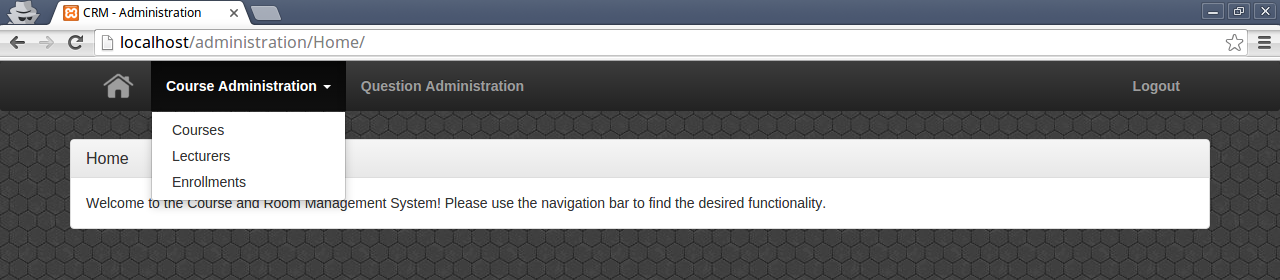 CRM - Administration
localhost/administration/Home/
Course Administration Question Administration Logout
Courses
Lecturers
Enrollments
Home
Welcome to the Course and Room Management System! Please use the navigation bar to find the desired functionality.